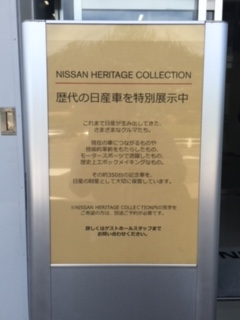 NISSAN HERITAGE COLLECTION
歴代の日産車を特別展示中
これまで日産が生み出してきた、
さまざまなクルマたち。
現在の車につながるものや
技術的革新をもたらしたもの、
モータースポーツで活躍したもの、
歴史上エポックメイキングなもの。
その約350台の記念車を、
日産の財産として大切に保管しています。
※NISSAN HERITAGE COLLECTION内の見学を
ご希望の方は、別途ご予約が必要です。
詳しくはゲストホールスタッフまで
お問い合わせください。